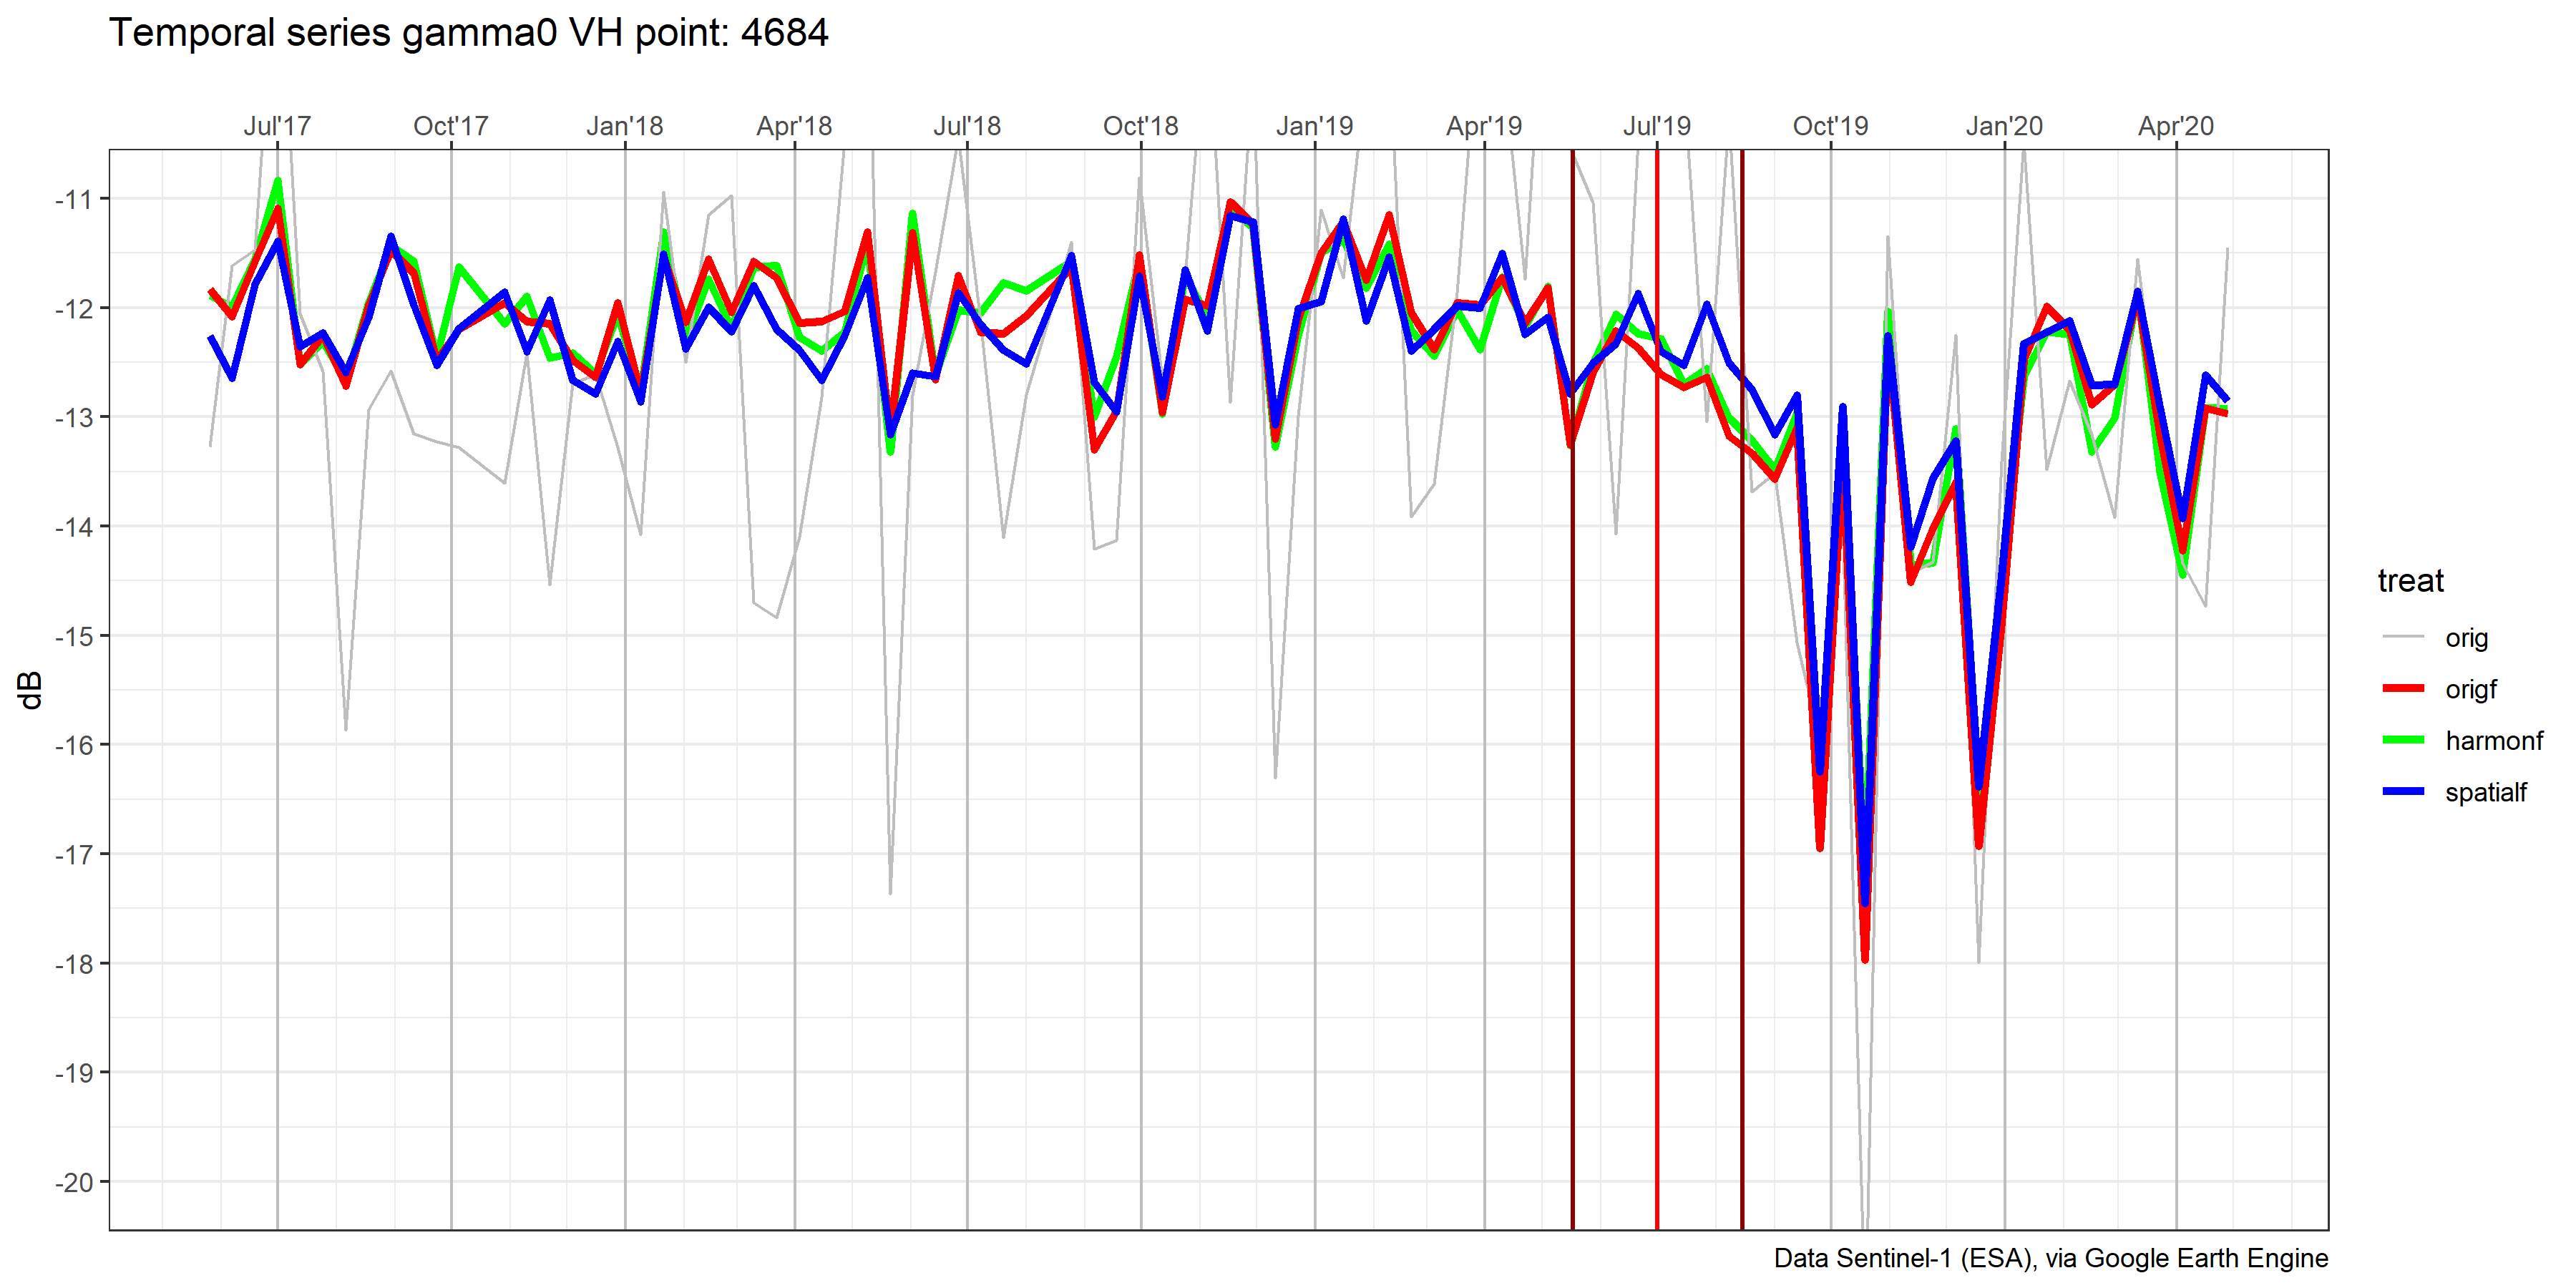 Temporal series gamma0 VH point: 4684
Jul'17 Oct'17 Jan'18 Apr'18 Jul'18 Oct'18 Jan'19 Apr'19 Jul'19 Oct'19 Jan'20 Apr'20
-11
-12
-13
-14
-15
-16
-17
-18
-19
-20
dB
treat
orig
origf
harmonf
spatialf
Data Sentinel-1 (ESA), via Google Earth Engine